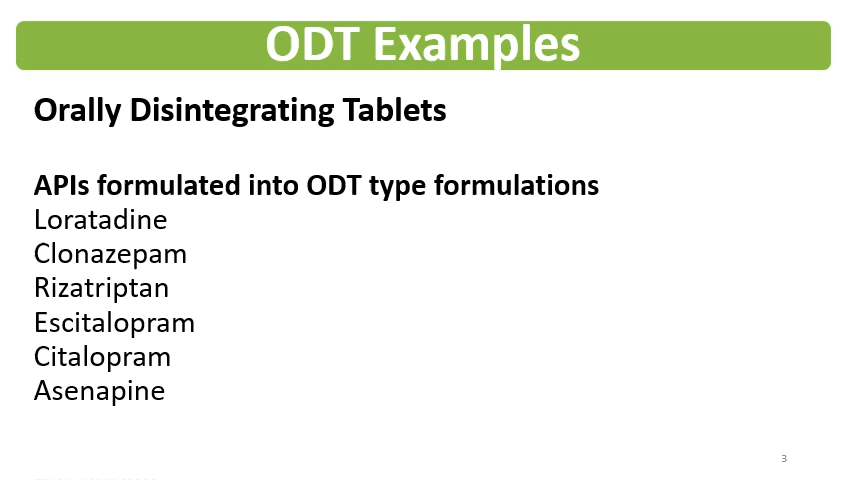 ODT Examples
Orally Disintegrating Tablets
APIs formulated into ODT type formulations
Loratadine
Clonazepam
Rizatriptan
Escitalopram
Citalopram
Asenapine
3